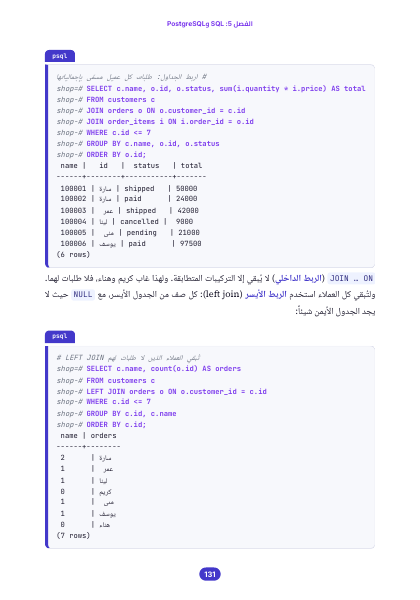 الفصل 5: PostgreSQL و SQL
psql
# اربط الجداول: طلبات كل عميل مسمّى بإجمالياتها
shop=# SELECT c.name, o.id, o.status, sum(i.quantity * i.price) AS total
shop-# FROM customers c
shop-# JOIN orders o ON o.customer_id = c.id
shop-# JOIN order_items i ON i.order_id = o.id
shop-# WHERE c.id <= 7
shop-# GROUP BY c.name, o.id, o.status
shop-# ORDER BY o.id;
name | id | status | total
------+--------+-----------+-------
100001 | سارة | shipped | 50000
100002 | سارة | paid | 24000
100003 | عمر | shipped | 42000
100004 | لينا | cancelled | 9000
100005 | منى | pending | 21000
100006 | يوسف | paid | 97500
(6 rows)
JOIN … ON (الربط الداخلي) لا يُبقي إلا التركيبات المتطابقة. ولهذا غاب كريم وهناء، فلا طلبات لهما.
ولتُبقي كل العملاء استخدم الربط الأيسر (left join): كل صف من الجدول الأيسر، مع NULL حيث لا
يجد الجدول الأيمن شيئاً:
psql
# LEFT JOIN تُبقي العملاء الذين لا طلبات لهم
shop=# SELECT c.name, count(o.id) AS orders
shop-# FROM customers c
shop-# LEFT JOIN orders o ON o.customer_id = c.id
shop-# WHERE c.id <= 7
shop-# GROUP BY c.id, c.name
shop-# ORDER BY c.id;
name | orders
------+--------
2 | سارة
1 | عمر
1 | لينا
0 | كريم
1 | منى
1 | يوسف
0 | هناء
(7 rows)
131